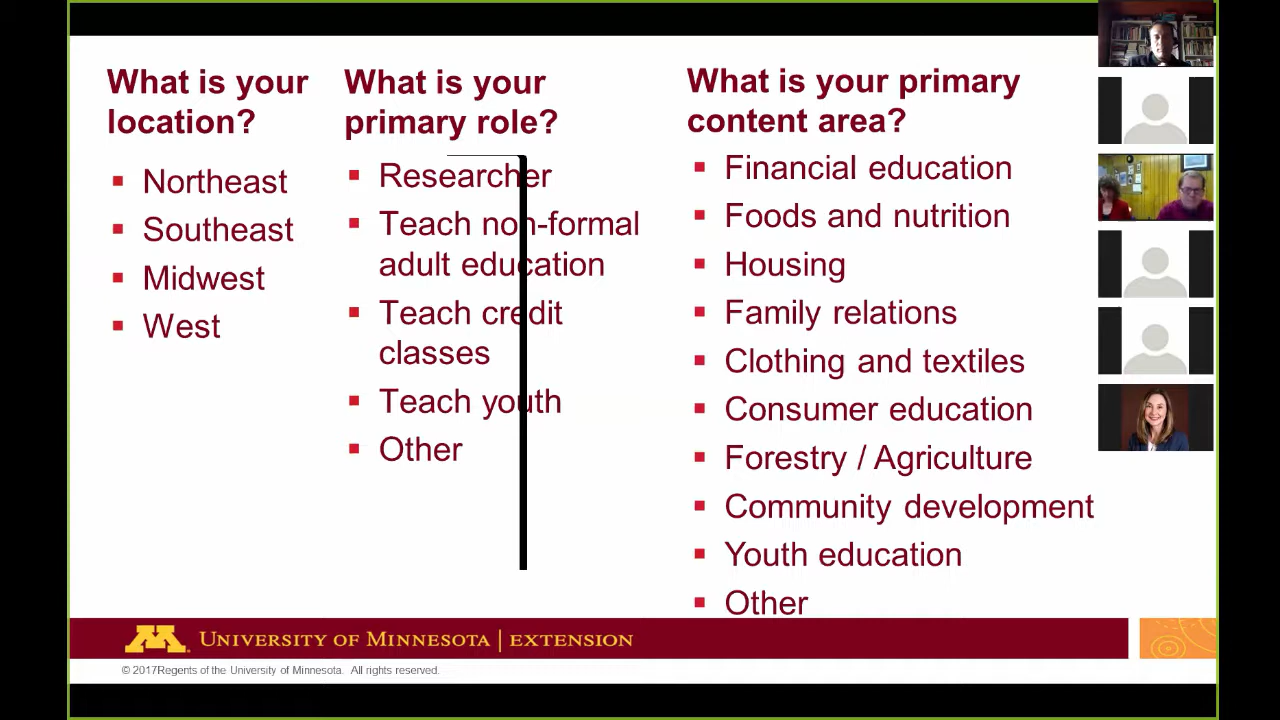 What is your
location?
Northeast
Southeast
Midwest
West
What is your
primary role?
Researcher
Teach non-formal
adult education
Teach credit
classes
Teach youth
Other
What is your primary
content area?
Financial education
Foods and nutrition
Housing
Family relations
Clothing and textiles
Consumer education
Forestry / Agriculture
Community development
Youth education
Other
M UNIVERSITY OF MINNESOTA | EXTENSION
© 2017Regents of the University of Minnesota. All rights reserved.